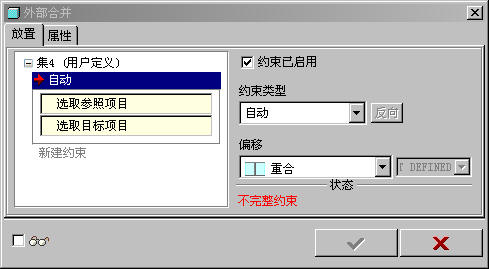 外部合并
放置 属性
集4 (用户定义)
自动
选取参照项目
选取目标项目
新建约束
约束已启用
约束类型
自动 反向
偏移
重合 T DEFINED
状态
不完整约束